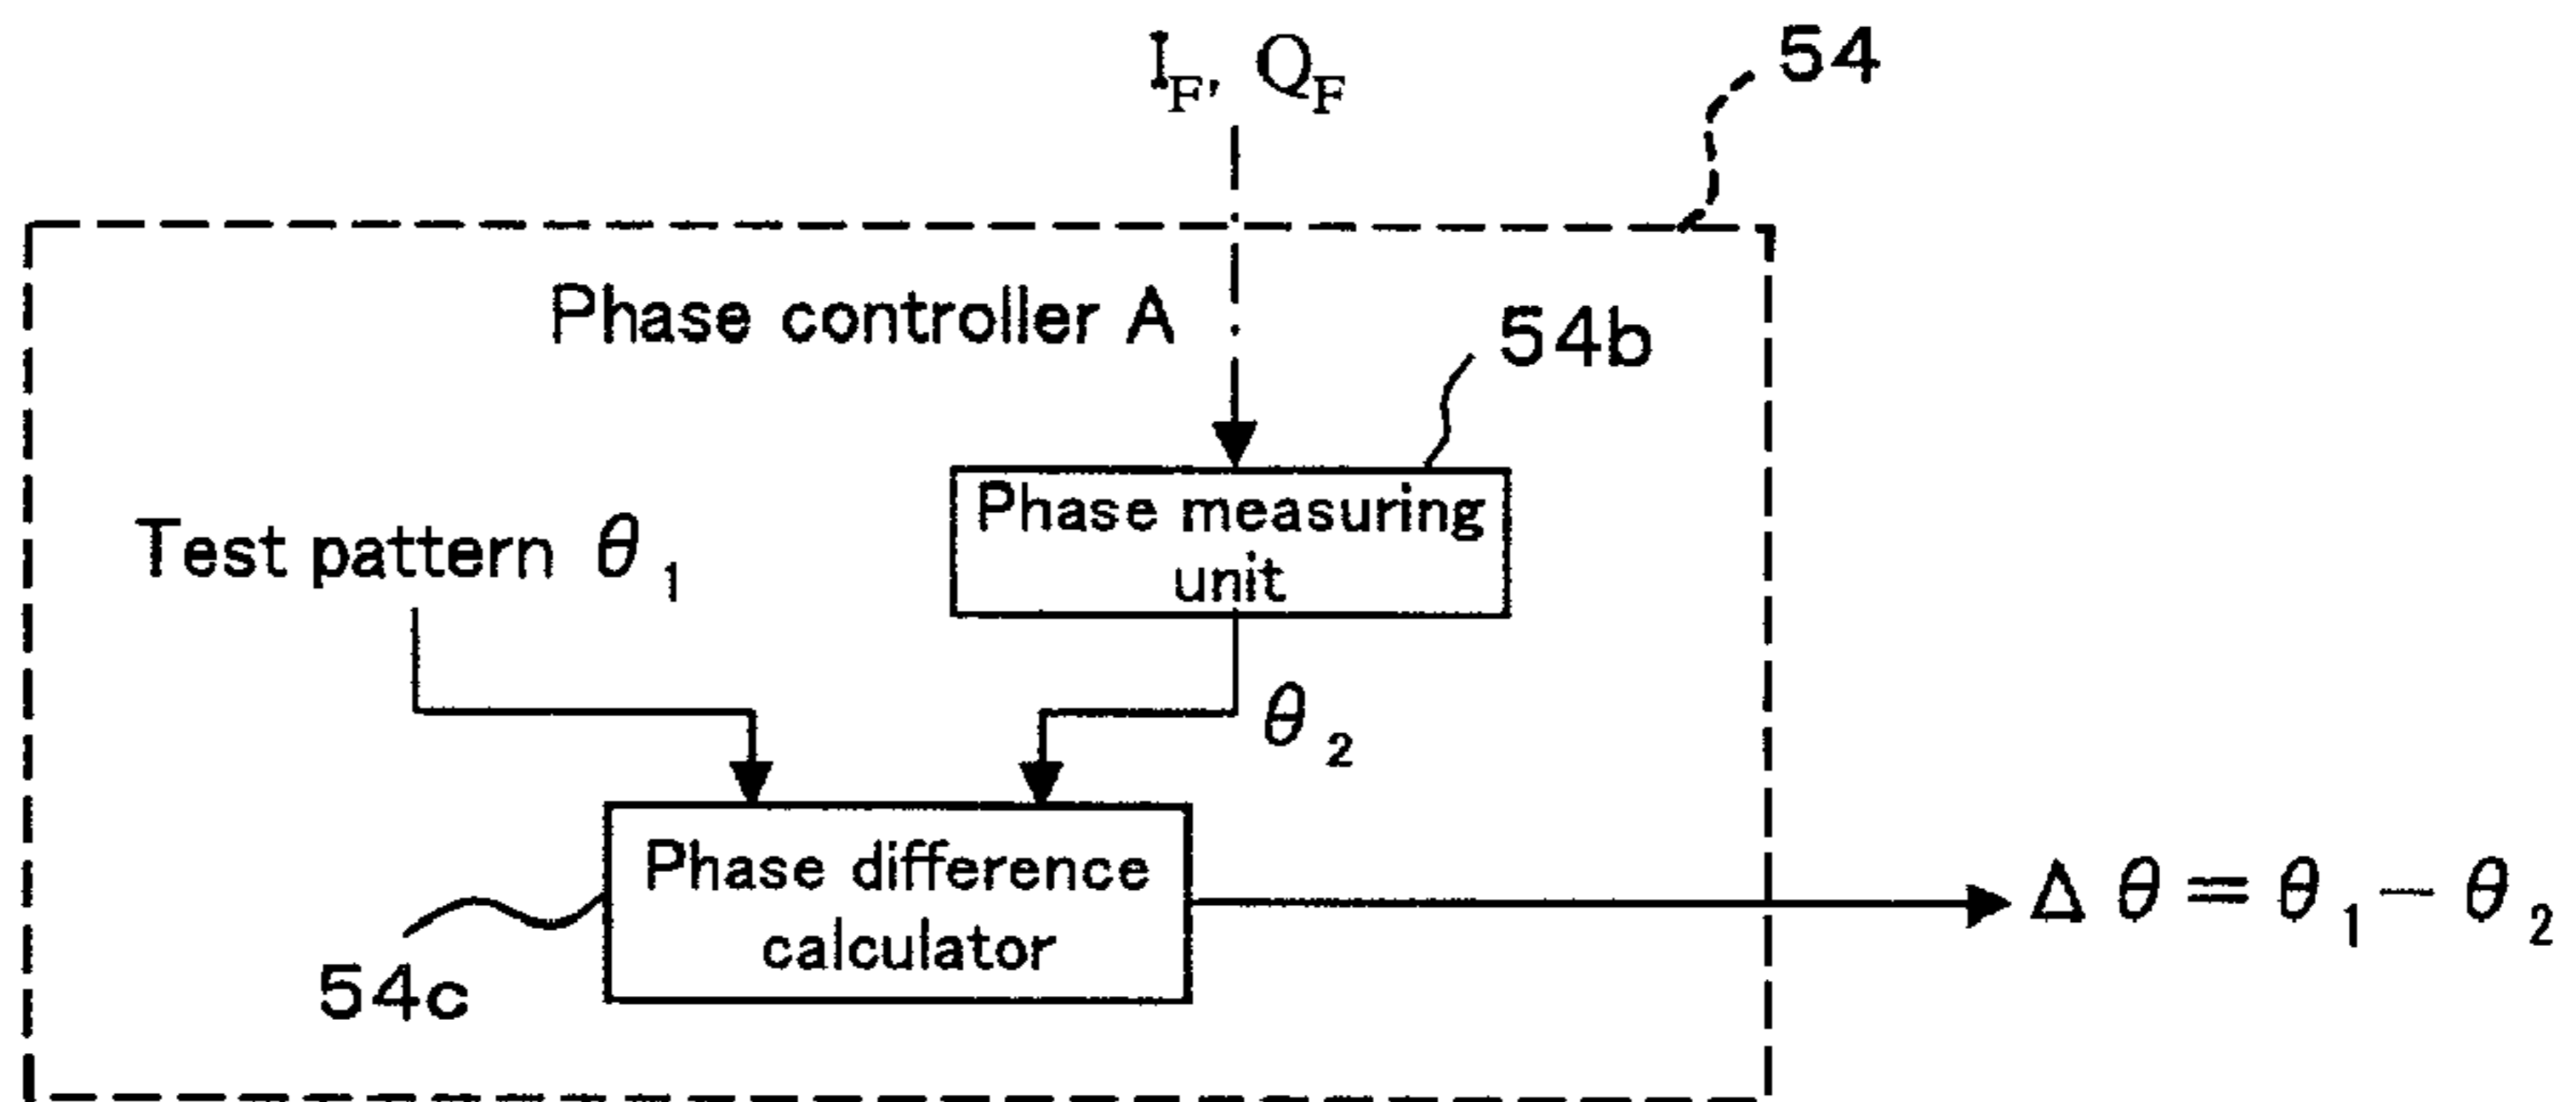 I_F, Q_F
54
Phase controller A
54b
Phase measuring
unit
Test pattern θ₁
θ₂
Phase difference
calculator
Δθ=θ₁−θ₂
54c